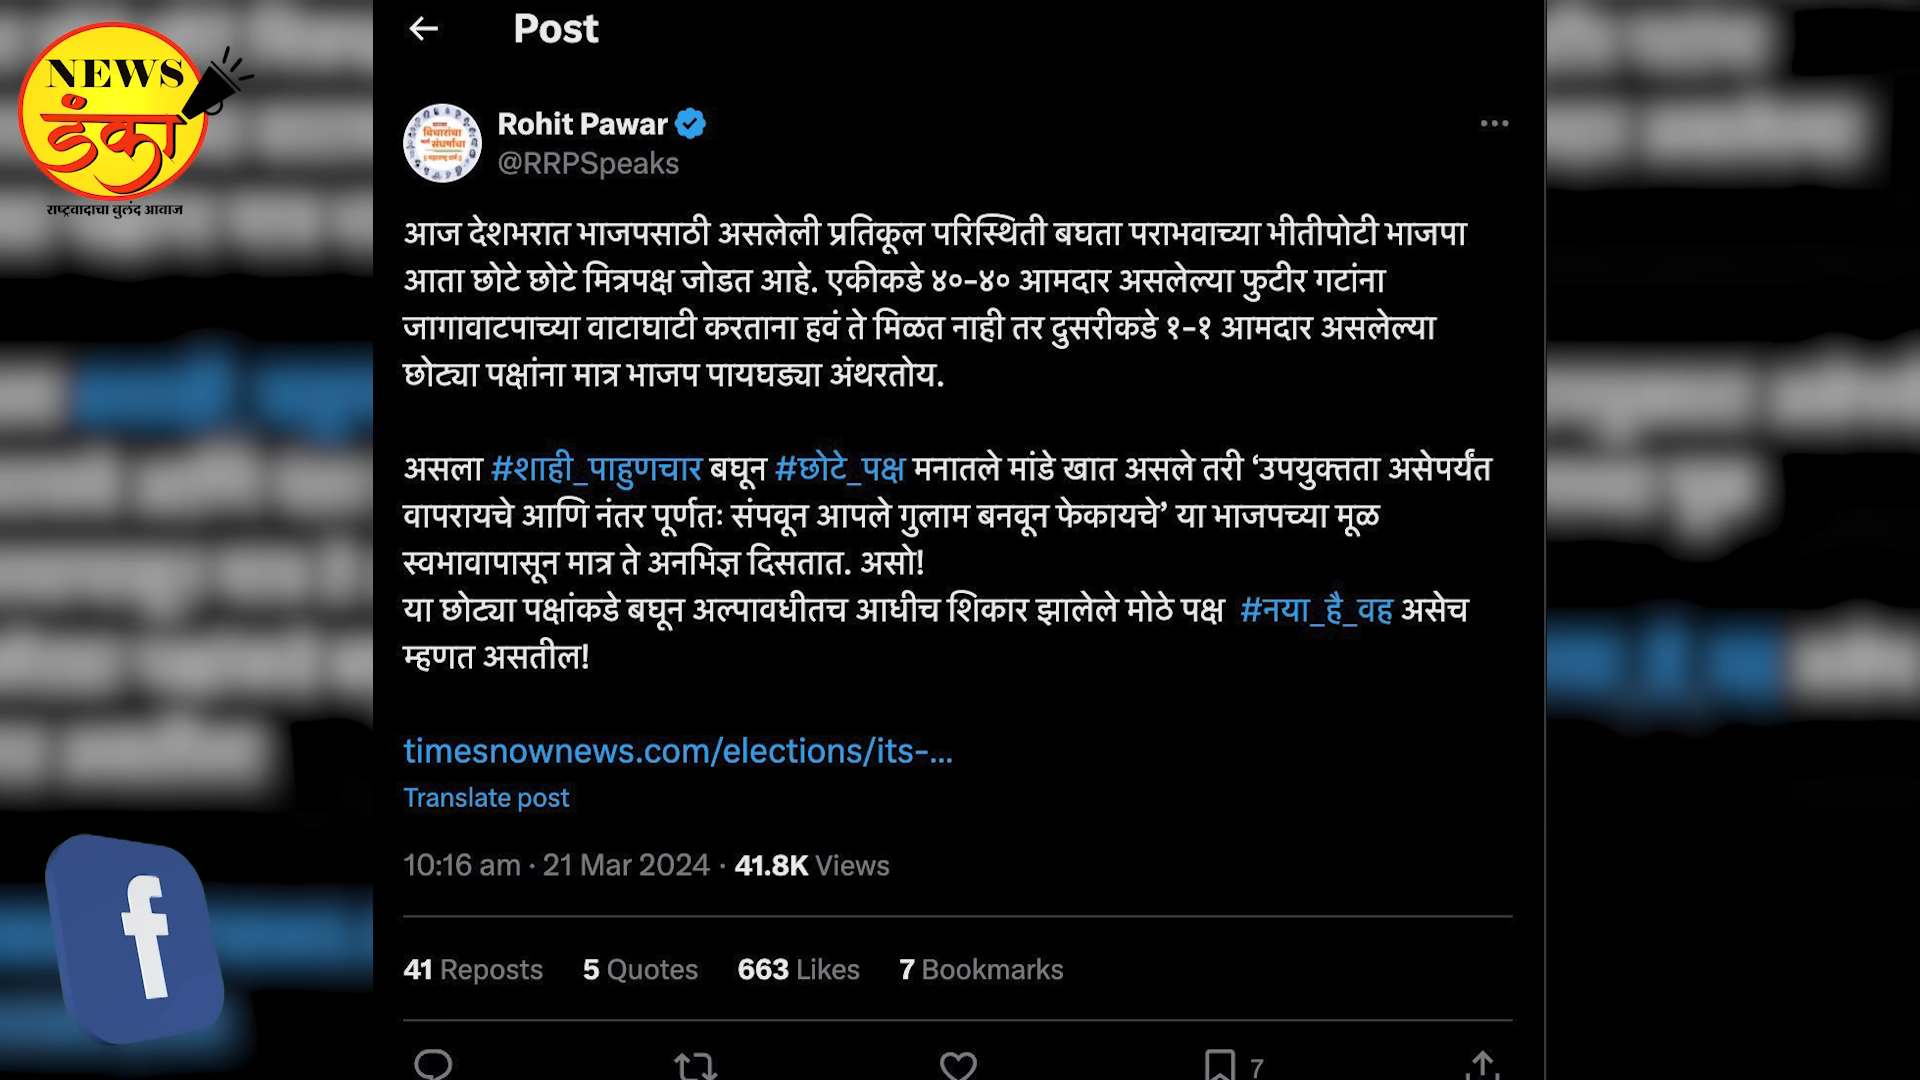 NEWS
डंका
राष्ट्रवादाचा बुलंद आवाज
Post
Rohit Pawar
@RRPSpeaks
आज देशभरात भाजपसाठी असलेली प्रतिकूल परिस्थिती बघता पराभवाच्या भीतीपोटी भाजपा
आता छोटे छोटे मित्रपक्ष जोडत आहे. एकीकडे ४०-४० आमदार असलेल्या फुटीर गटांना
जागावाटपाच्या वाटाघाटी करताना हवं ते मिळत नाही तर दुसरीकडे १-१ आमदार असलेल्या
छोट्या पक्षांना मात्र भाजप पायघड्या अंथरतोय.
असला #शाही_पाहुणचार बघून #छोटे_पक्ष मनातले मांडे खात असले तरी ‘उपयुक्तता असेपर्यंत
वापरायचे आणि नंतर पूर्णतः संपवून आपले गुलाम बनवून फेकायचे’ या भाजपच्या मूळ
स्वभावापासून मात्र ते अनभिज्ञ दिसतात. असो!
या छोट्या पक्षांकडे बघून अल्पावधीतच आधीच शिकार झालेले मोठे पक्ष #नया_है_वह असेच
म्हणत असतील!
timesnownews.com/elections/its-...
Translate post
10:16 am · 21 Mar 2024 · 41.8K Views
41 Reposts 5 Quotes 663 Likes 7 Bookmarks
7
f